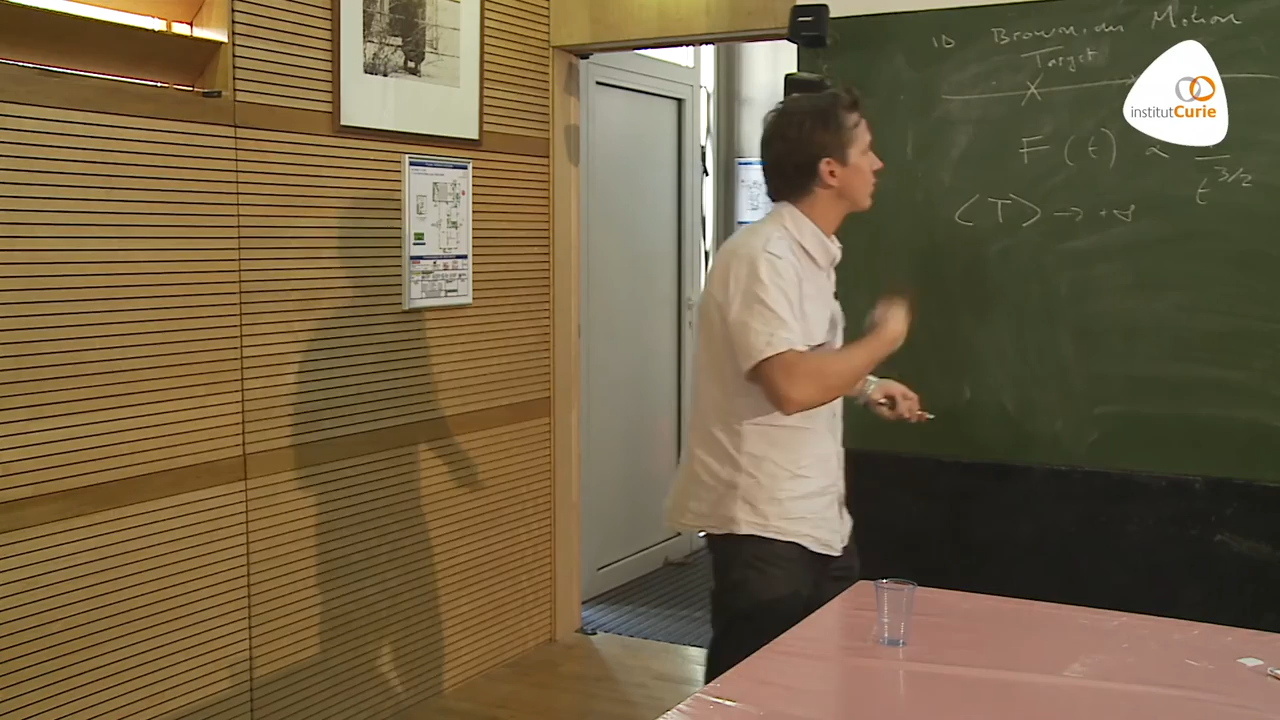 1D Brownian Motion
Target
X
F(t) ∝ 1/t^3/2
<T> → +∞
institutCurie